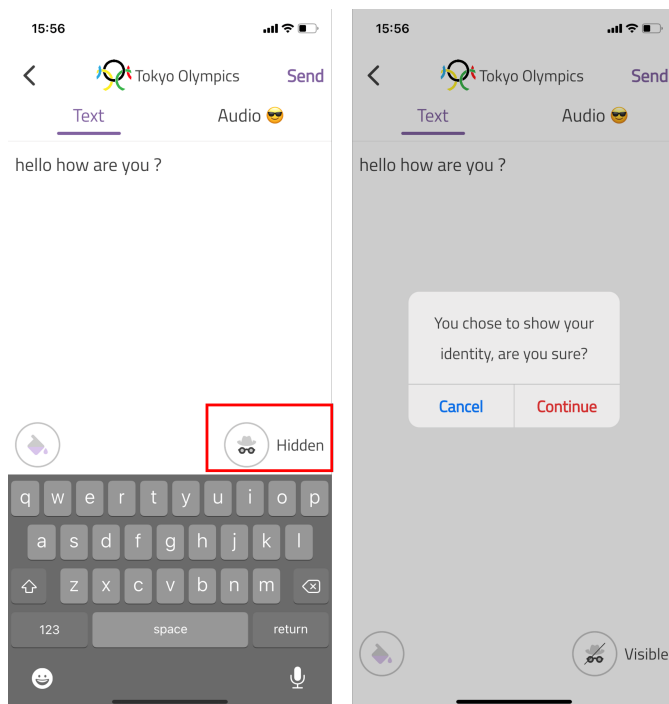 15:56
Tokyo Olympics
Send
Text
Audio 😎
hello how are you ?
Hidden
q w e r t y u i o p
a s d f g h j k l
z x c v b n m
123
space
return
15:56
Tokyo Olympics
Send
Text
Audio 😎
hello how are you ?
You chose to show your
identity, are you sure?
Cancel
Continue
Visible